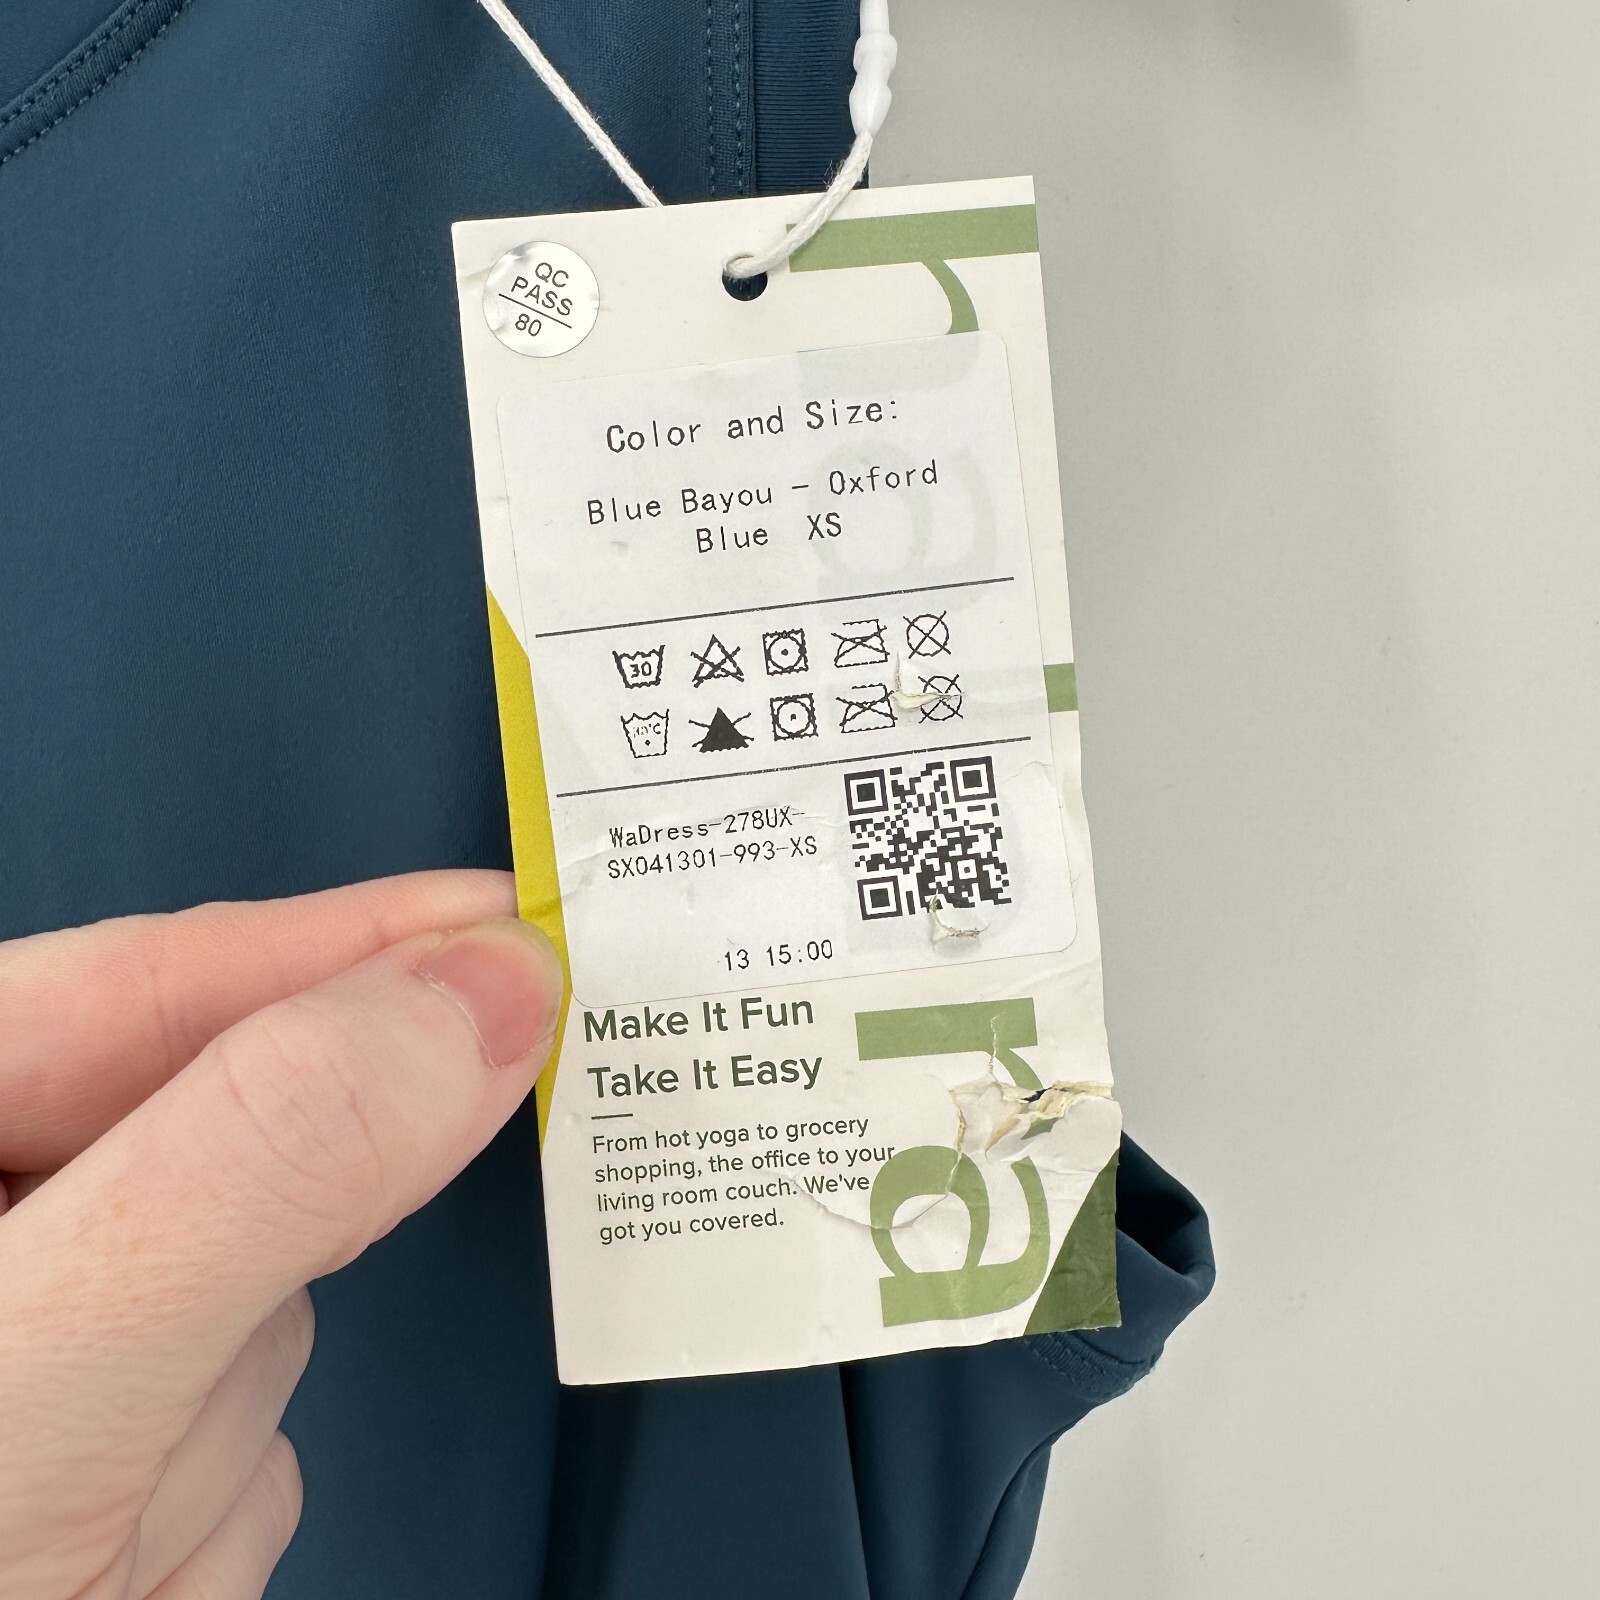 QC
PASS
80
Color and Size:
Blue Bayou - Oxford
Blue XS
30
30°C
WaDress-278UX-
SX041301-993-XS
13 15:00
Make It Fun
Take It Easy
From hot yoga to grocery
shopping, the office to your
living room couch. We've
got you covered.
ra